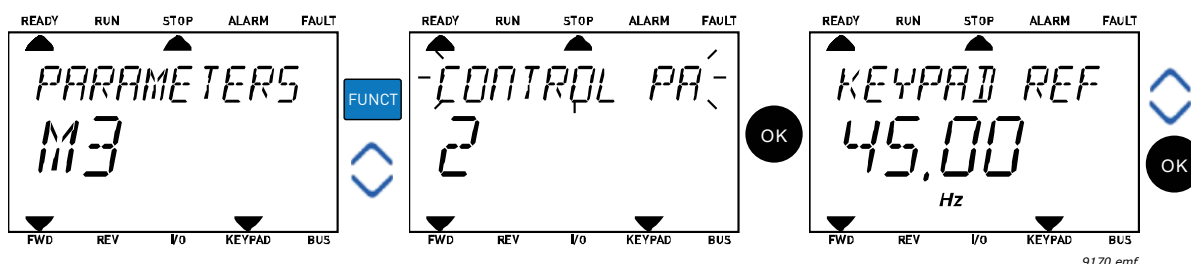 READY RUN STOP ALARM FAULT
PARAMETERS
M3
FWD REV I/O KEYPAD BUS
FUNCT
READY RUN STOP ALARM FAULT
CONTROL PA
2
FWD REV I/O KEYPAD BUS
OK
READY RUN STOP ALARM FAULT
KEYPAD REF
45.00
Hz
FWD REV I/O KEYPAD BUS
OK
9170.emf